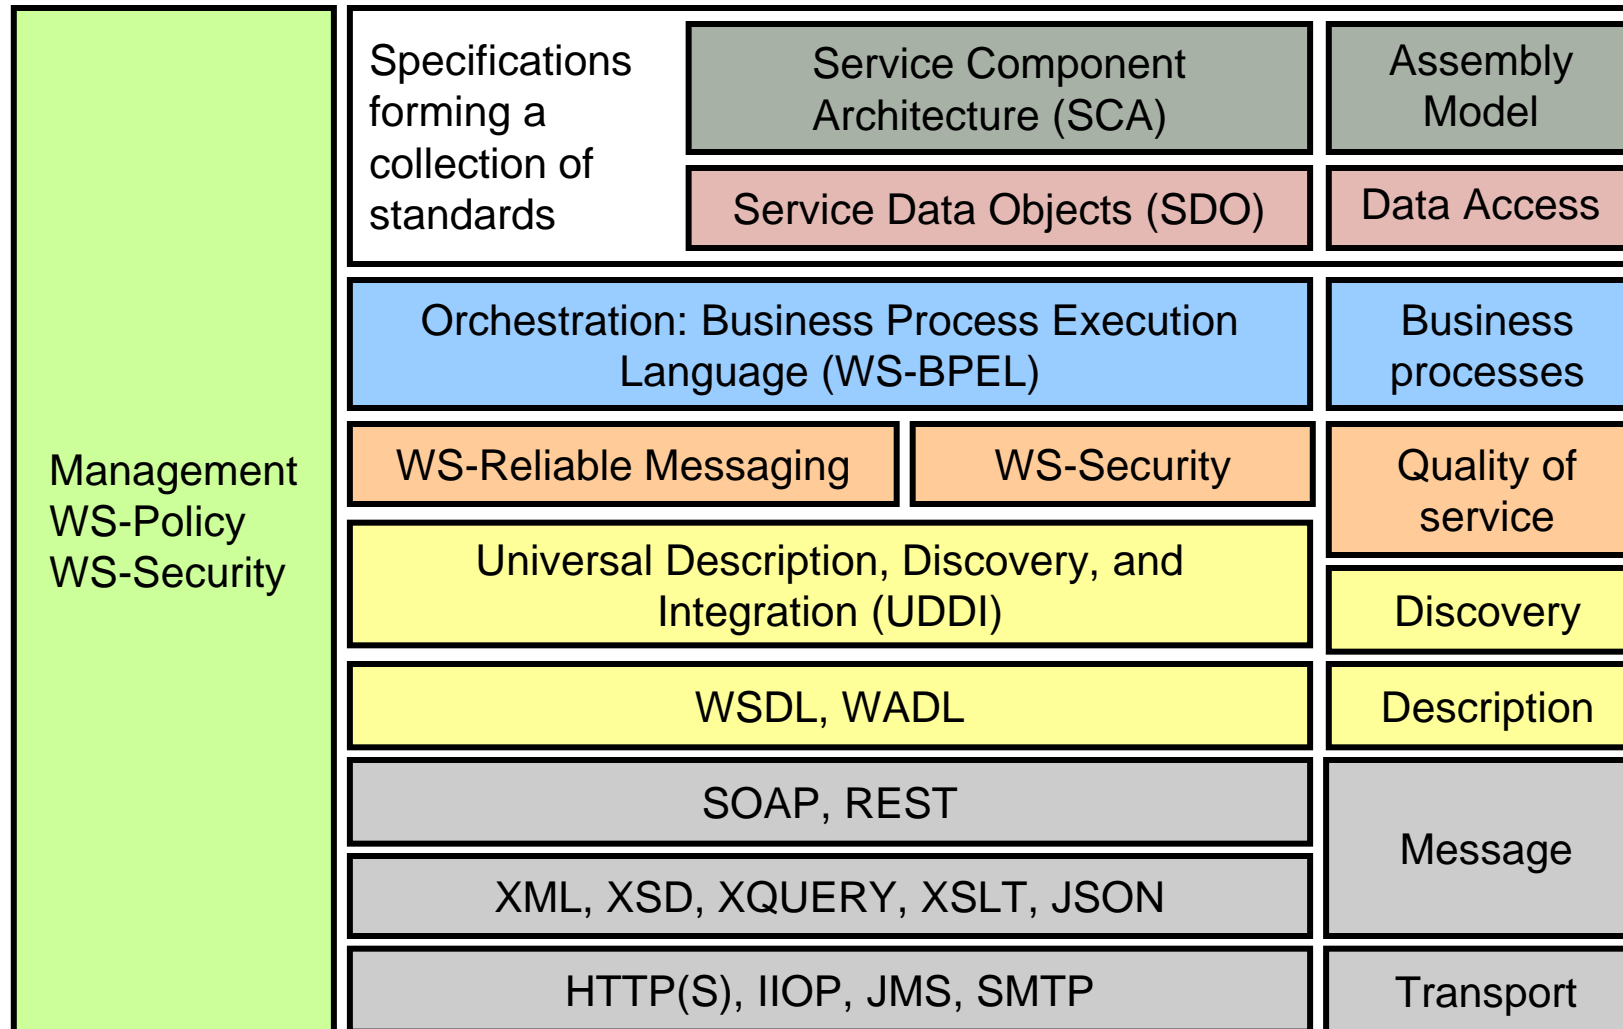 Management
WS-Policy
WS-Security
Specifications
forming a
collection of
standards
Service Component
Architecture (SCA)
Assembly
Model
Service Data Objects (SDO)
Data Access
Orchestration: Business Process Execution
Language (WS-BPEL)
Business
processes
WS-Reliable Messaging
WS-Security
Quality of
service
Universal Description, Discovery, and
Integration (UDDI)
Discovery
WSDL, WADL
Description
SOAP, REST
Message
XML, XSD, XQUERY, XSLT, JSON
HTTP(S), IIOP, JMS, SMTP
Transport